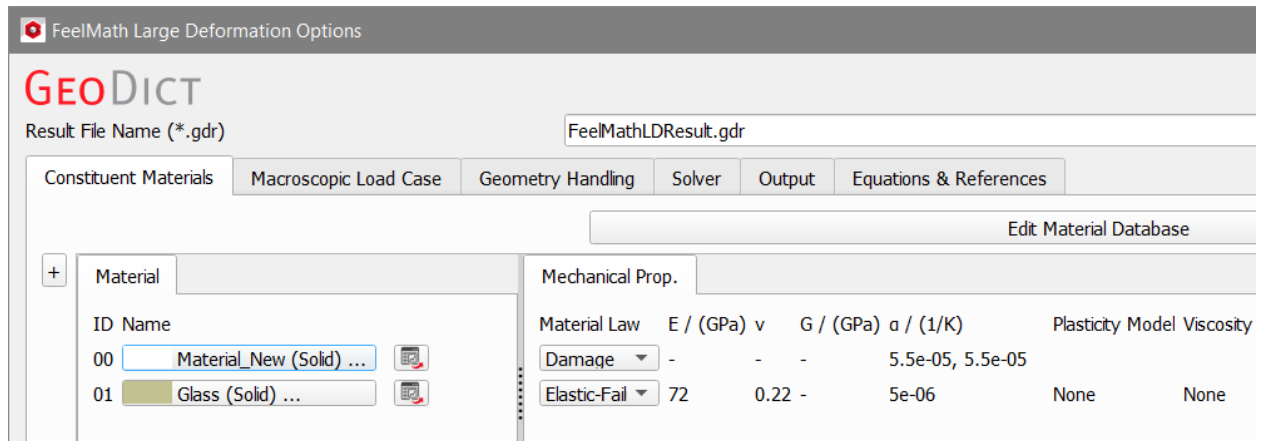 FeelMath Large Deformation Options
GEODICT
Result File Name (*.gdr) FeelMathLDResult.gdr
Constituent Materials Macroscopic Load Case Geometry Handling Solver Output Equations & References
Edit Material Database
+ Material Mechanical Prop.
ID Name Material Law E / (GPa) ν G / (GPa) α / (1/K) Plasticity Model Viscosity
00 Material_New (Solid) ... Damage - - - 5.5e-05, 5.5e-05
01 Glass (Solid) ... Elastic-Fail 72 0.22 - 5e-06 None None